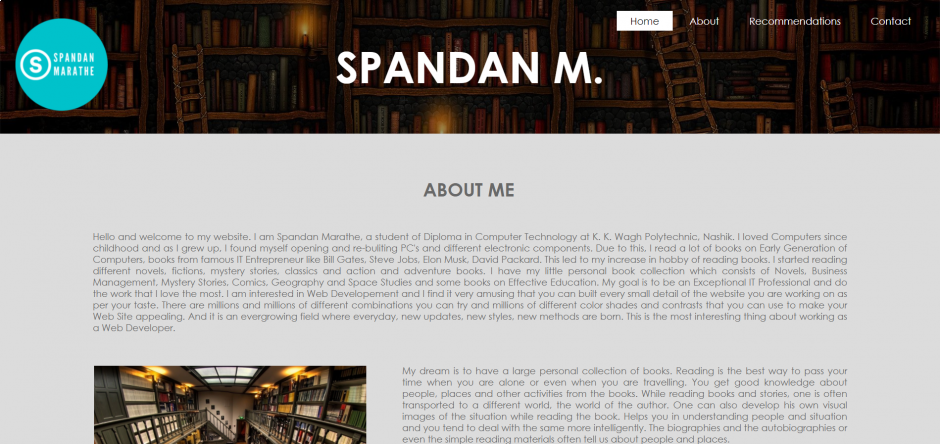 Home About Recommendations Contact
S SPANDAN
MARATHE
SPANDAN M.
ABOUT ME
Hello and welcome to my website. I am Spandan Marathe, a student of Diploma in Computer Technology at K. K. Wagh Polytechnic, Nashik. I loved Computers since
childhood and as I grew up, I found myself opening and re-buliting PC's and different electronic components. Due to this, I read a lot of books on Early Generation of
Computers, books from famous IT Entrepreneur like Bill Gates, Steve Jobs, Elon Musk, David Packard. This led to my increase in hobby of reading books. I started reading
different novels, fictions, mystery stories, classics and action and adventure books. I have my little personal book collection which consists of Novels, Business
Management, Mystery Stories, Comics, Geography and Space Studies and some books on Effective Education. My goal is to be an Exceptional IT Professional and do
the work that I love the most. I am interested in Web Developement and I find it very amusing that you can built every small detail of the website you are working on as
per your taste. There are millions and millions of different combinations you can try and millions of different color shades and contrasts that you can use to make your
Web Site appealing. And it is an evergrowing field where everyday, new updates, new styles, new methods are born. This is the most interesting thing about working as
a Web Developer.
My dream is to have a large personal collection of books. Reading is the best way to pass your
time when you are alone or even when you are travelling. You get good knowledge about
people, places and other activities from the books. While reading books and stories, one is often
transported to a different world, the world of the author. One can also develop his own visual
images of the situation while reading the book. Helps you in understanding people and situation
and you tend to deal with the same more intelligently. The biographies and the autobiographies or
even the simple reading materials often tell us about people and places.